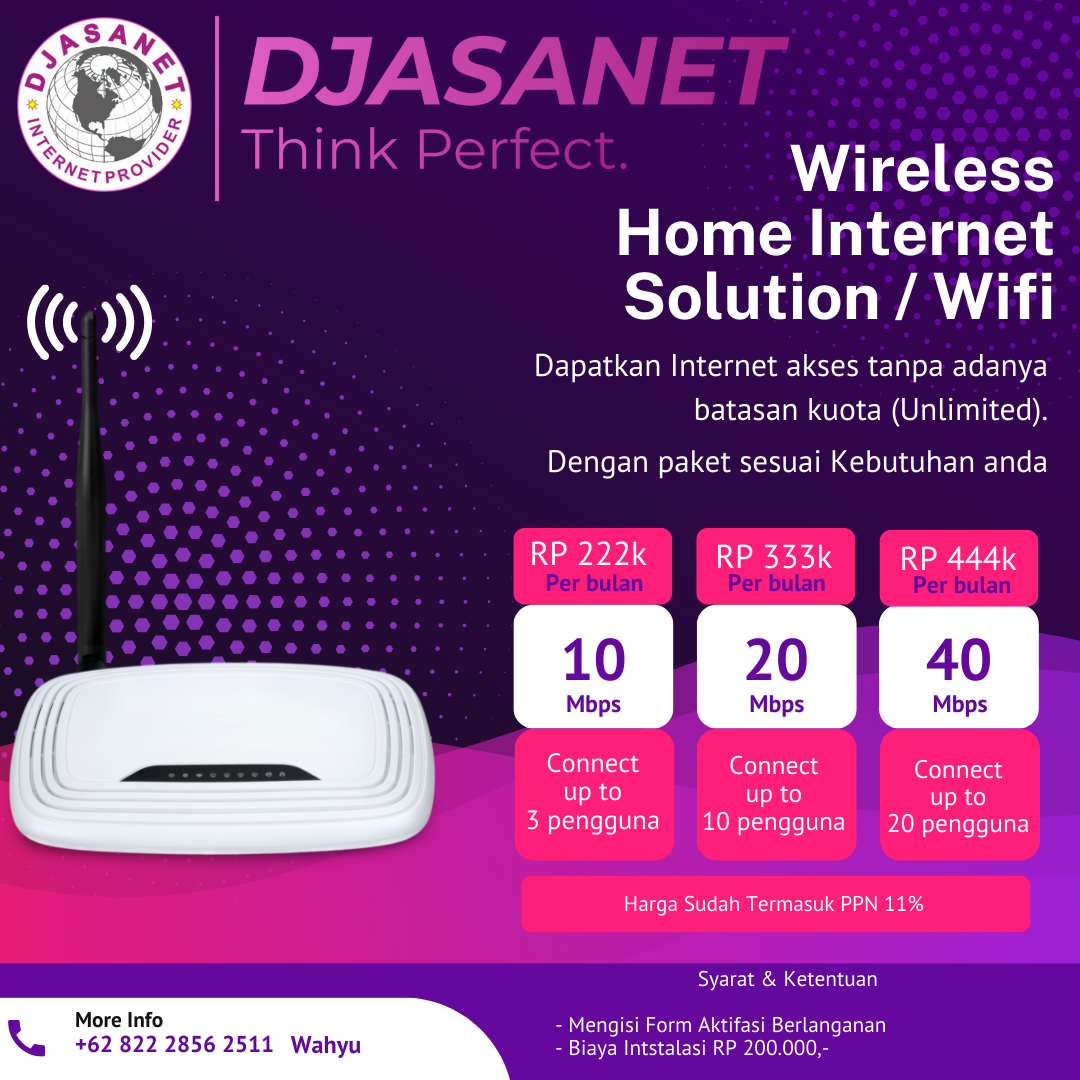 DJASANET
INTERNET PROVIDER
DJASANET
Think Perfect.
Wireless
Home Internet
Solution / Wifi
Dapatkan Internet akses tanpa adanya
batasan kuota (Unlimited).
Dengan paket sesuai Kebutuhan anda
RP 222k
Per bulan
10
Mbps
Connect
up to
3 pengguna
RP 333k
Per bulan
20
Mbps
Connect
up to
10 pengguna
RP 444k
Per bulan
40
Mbps
Connect
up to
20 pengguna
Harga Sudah Termasuk PPN 11%
Syarat & Ketentuan
- Mengisi Form Aktifasi Berlanganan
- Biaya Intstalasi RP 200.000,-
More Info
+62 822 2856 2511 Wahyu